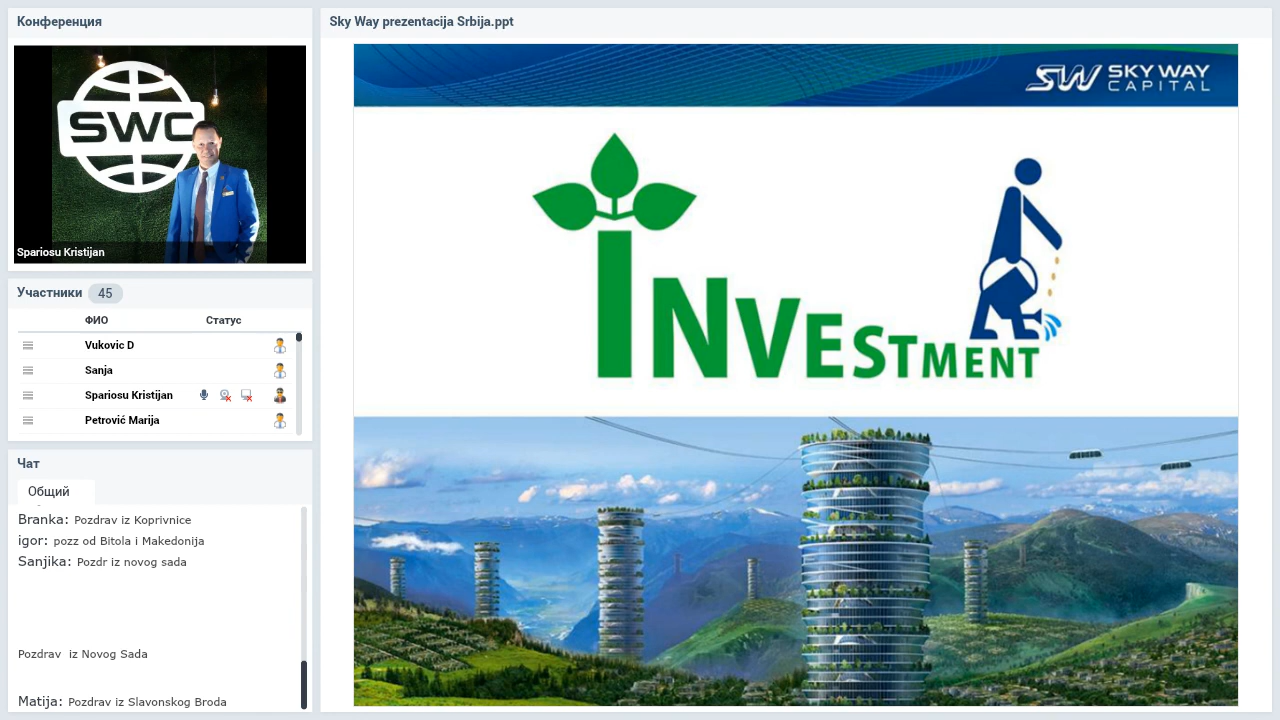 Конференция
SWC
Spariosu Kristijan
Участники 45
ФИО Статус
Vukovic D
Sanja
Spariosu Kristijan
Petrović Marija
Чат
Общий
Branka: Pozdrav iz Koprivnice
igor: pozz od Bitola i Makedonija
Sanjika: Pozdr iz novog sada
Pozdrav iz Novog Sada
Matija: Pozdrav iz Broda
Sky Way prezentacija Srbija.ppt
SW SKY WAY
CAPITAL
INVESTMENT